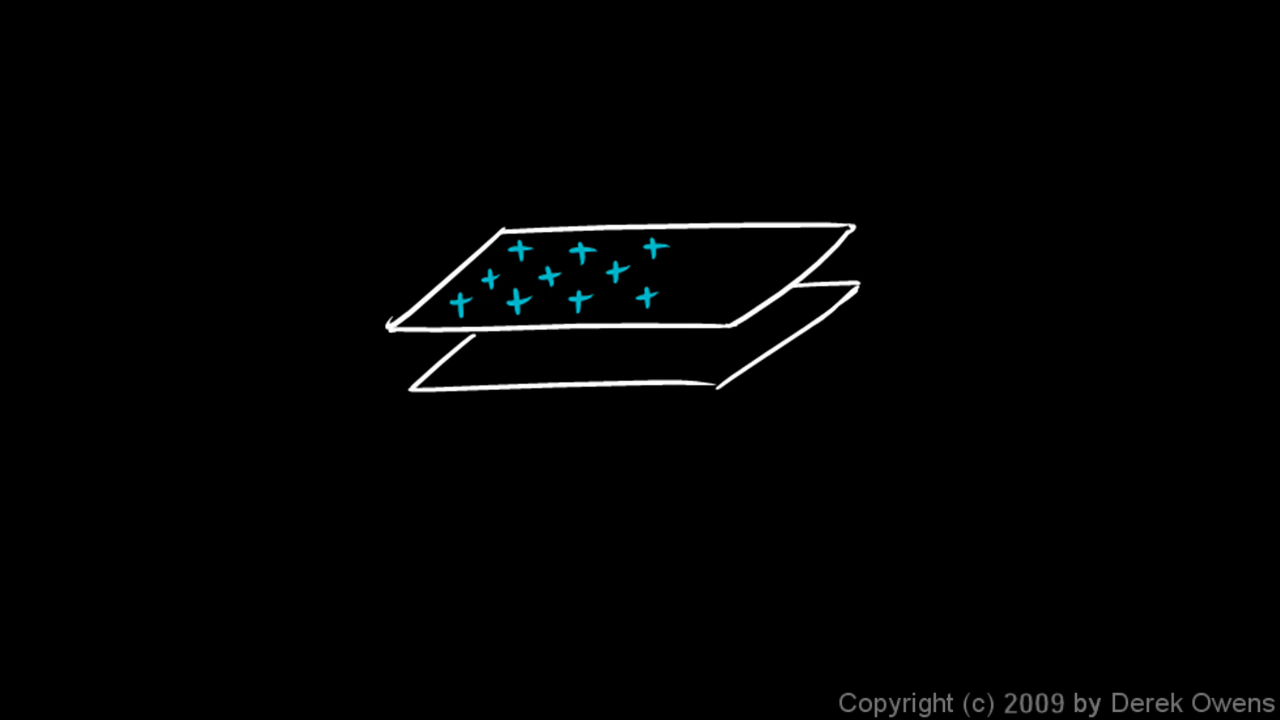 + + +
+ + +
+ + + +
Copyright (c) 2009 by Derek Owens